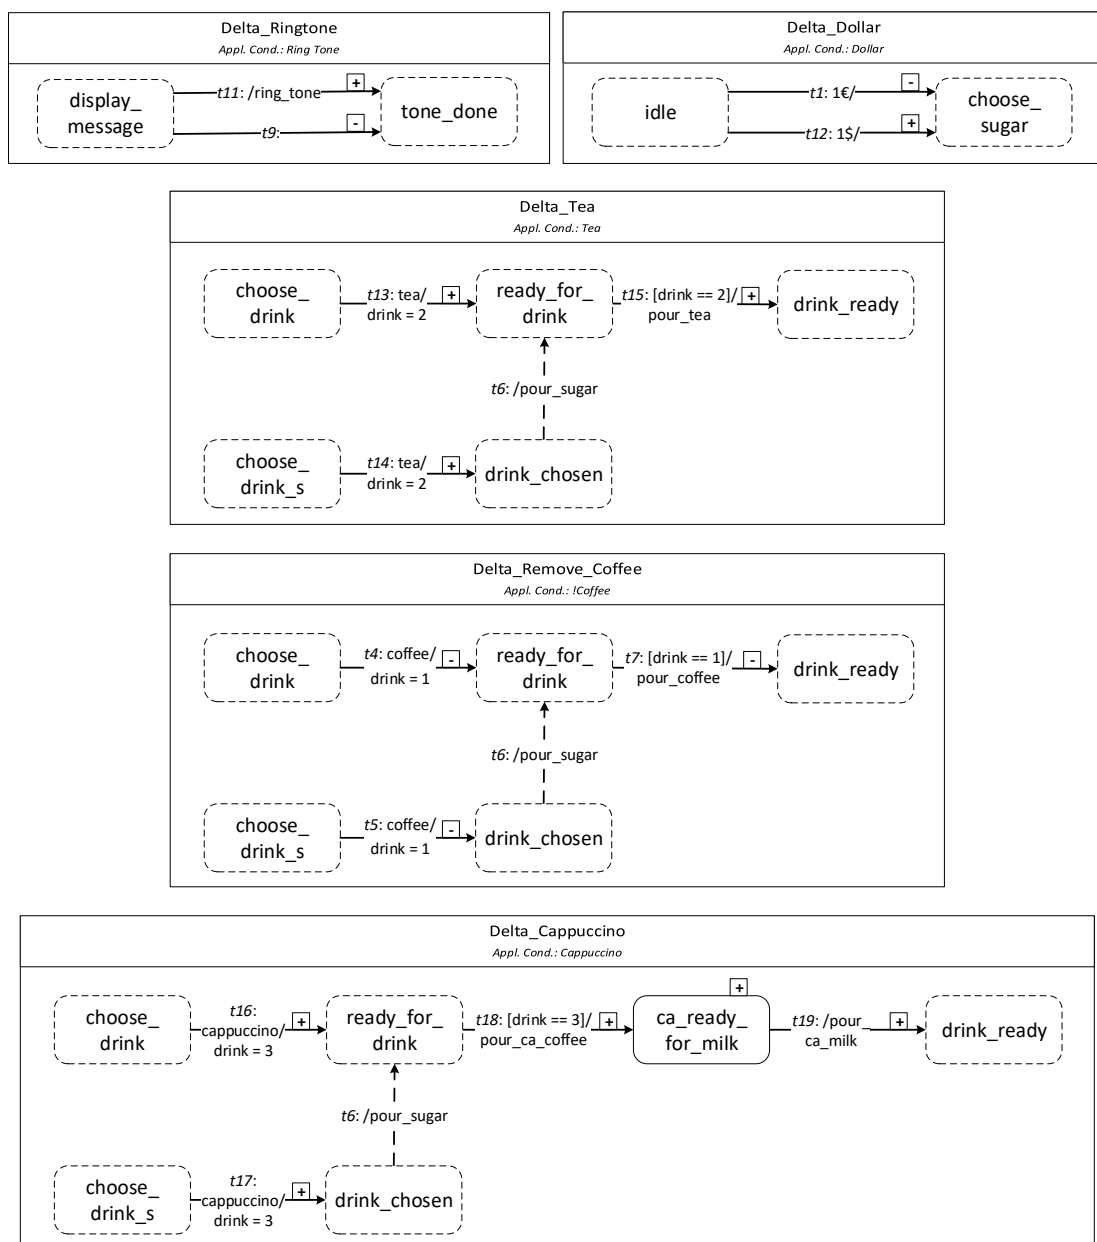 Delta_Ringtone
Appl. Cond.: Ring Tone
display_
message
t11: /ring_tone
+
t9:
-
tone_done
Delta_Dollar
Appl. Cond.: Dollar
idle
t1: 1€/
-
t12: 1$/
+
choose_
sugar
Delta_Tea
Appl. Cond.: Tea
choose_
drink
t13: tea/
drink = 2
+
ready_for_
drink
t15: [drink == 2]/
pour_tea
+
drink_ready
t6: /pour_sugar
choose_
drink_s
t14: tea/
drink = 2
+
drink_chosen
Delta_Remove_Coffee
Appl. Cond.: !Coffee
choose_
drink
t4: coffee/
drink = 1
-
ready_for_
drink
t7: [drink == 1]/
pour_coffee
-
drink_ready
t6: /pour_sugar
choose_
drink_s
t5: coffee/
drink = 1
-
drink_chosen
Delta_Cappuccino
Appl. Cond.: Cappuccino
choose_
drink
t16:
cappuccino/
drink = 3
+
ready_for_
drink
t18: [drink == 3]/
pour_ca_coffee
+
+
ca_ready_
for_milk
t19: /pour_
ca_milk
+
drink_ready
t6: /pour_sugar
choose_
drink_s
t17:
cappuccino/
drink = 3
+
drink_chosen